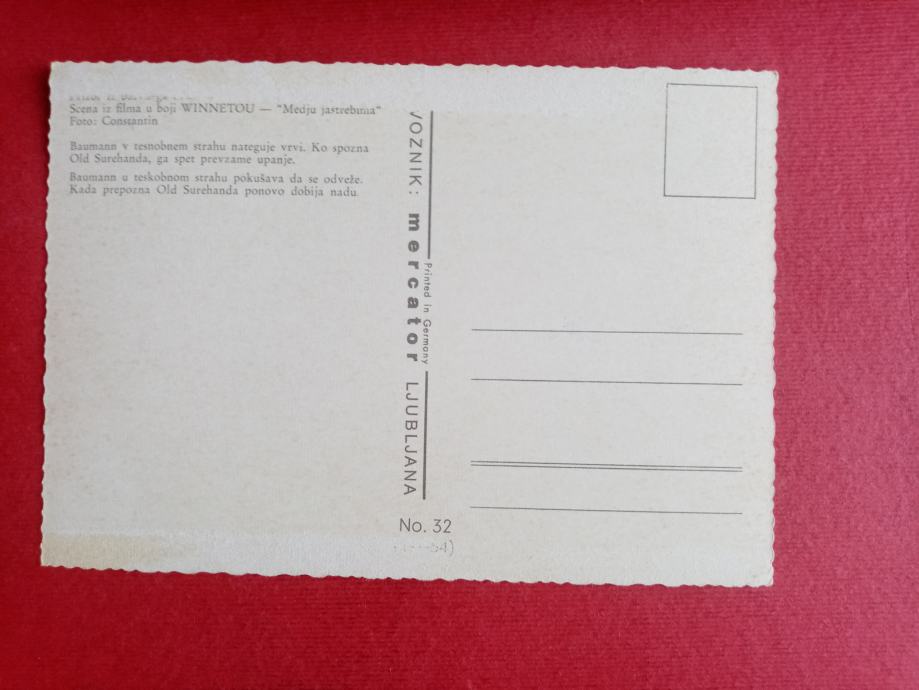 Scena iz filma u boji WINNETOU — "Medju jastrebima"
Foto: Constantin
Baumann v tesnobnem strahu nateguje vrvi. Ko spozna
Old Surehanda, ga spet prevzame upanje.
Baumann u teskobnom strahu pokušava da se odveže.
Kada prepozna Old Surehanda ponovo dobija nadu.
VOZNIK: mercator LJUBLJANA
Printed in Germany
No. 32
54)